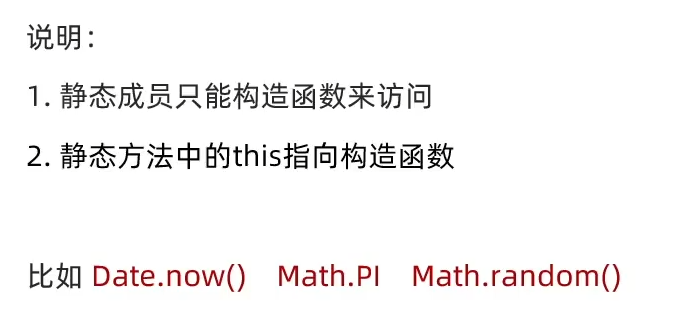 说明：
1. 静态成员只能构造函数来访问
2. 静态方法中的this指向构造函数
比如 Date.now() Math.PI Math.random()